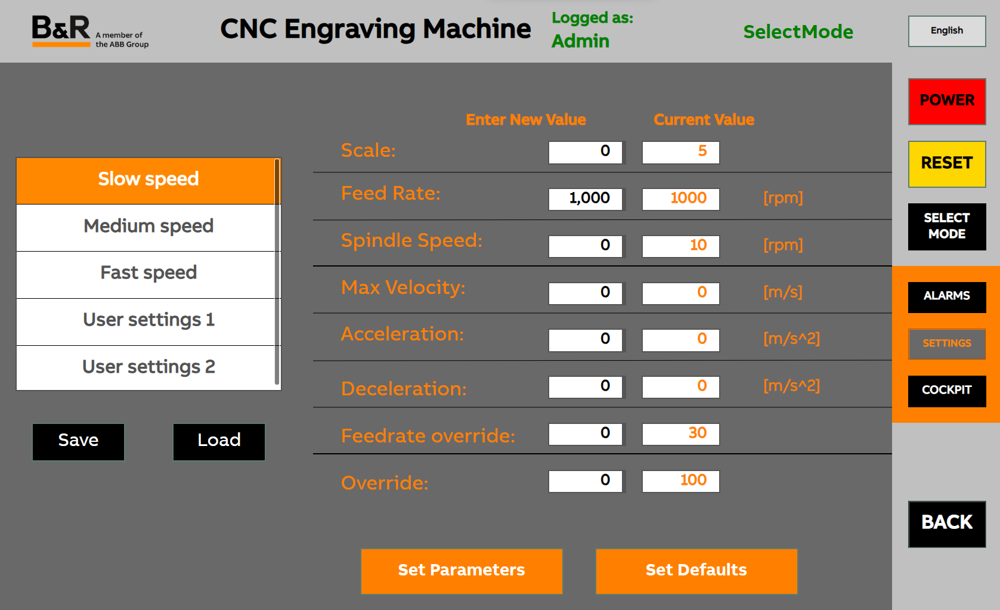 B&R
A member of
the ABB Group
CNC Engraving Machine
Logged as:
Admin
SelectMode
English
POWER
RESET
SELECT
MODE
ALARMS
SETTINGS
COCKPIT
BACK
Slow speed
Medium speed
Fast speed
User settings 1
User settings 2
Save
Load
Enter New Value Current Value
Scale: 0 5
Feed Rate: 1,000 1000 [rpm]
Spindle Speed: 0 10 [rpm]
Max Velocity: 0 0 [m/s]
Acceleration: 0 0 [m/s^2]
Deceleration: 0 0 [m/s^2]
Feedrate override: 0 30
Override: 0 100
Set Parameters
Set Defaults